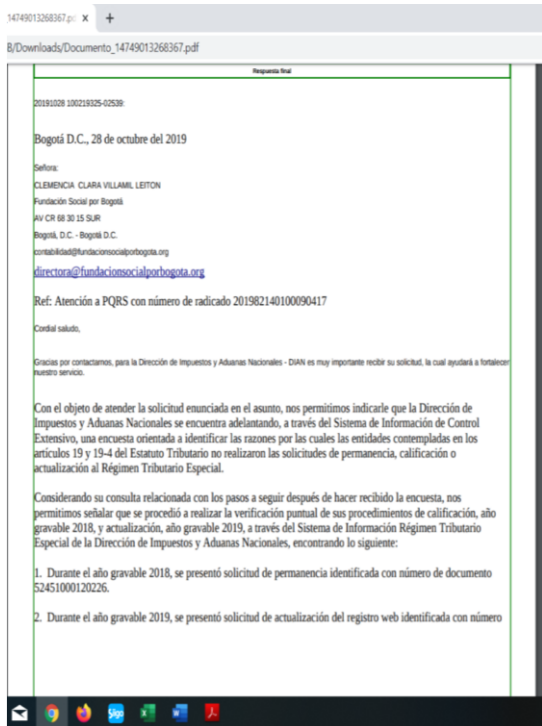 14749013268367.pd x +
B/Downloads/Documento_14749013268367.pdf
Respuesta final
20191028 100219325-02539:
Bogotá D.C., 28 de octubre del 2019
Señora:
CLEMENCIA CLARA VILLAMIL LEITON
Fundación Social por Bogotá
AV CR 68 30 15 SUR
Bogotá, D.C. - Bogotá D.C.
contabilidad@fundacionsocialporbogota.org
directora@fundacionsocialporbogota.org
Ref: Atención a PQRS con número de radicado 201982140100090417
Cordial saludo,
Gracias por contactarnos, para la Dirección de Impuestos y Aduanas Nacionales - DIAN es muy importante recibir su solicitud, la cual ayudará a fortalecer
nuestro servicio.
Con el objeto de atender la solicitud enunciada en el asunto, nos permitimos indicarle que la Dirección de
Impuestos y Aduanas Nacionales se encuentra adelantando, a través del Sistema de Información de Control
Extensivo, una encuesta orientada a identificar las razones por las cuales las entidades contempladas en los
artículos 19 y 19-4 del Estatuto Tributario no realizaron las solicitudes de permanencia, calificación o
actualización al Régimen Tributario Especial.
Considerando su consulta relacionada con los pasos a seguir después de hacer recibido la encuesta, nos
permitimos señalar que se procedió a realizar la verificación puntual de sus procedimientos de calificación, año
gravable 2018, y actualización, año gravable 2019, a través del Sistema de Información Régimen Tributario
Especial de la Dirección de Impuestos y Aduanas Nacionales, encontrando lo siguiente:
1. Durante el año gravable 2018, se presentó solicitud de permanencia identificada con número de documento
52451000120226.
2. Durante el año gravable 2019, se presentó solicitud de actualización del registro web identificada con número
Siigo